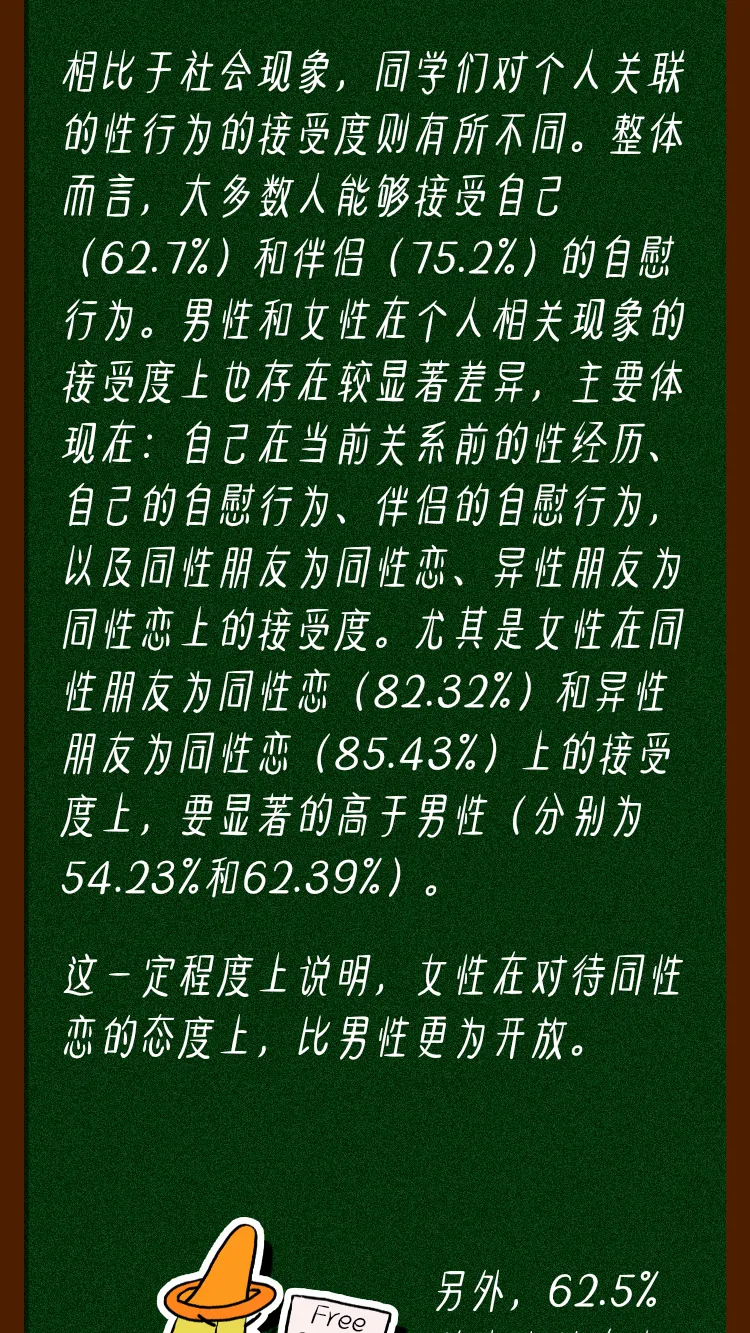 相比于社会现象，同学们对个人关联
的性行为的接受度则有所不同。整体
而言，大多数人能够接受自己
（62.7%）和伴侣（75.2%）的自慰
行为。男性和女性在个人相关现象的
接受度上也存在较显著差异，主要体
现在：自己在当前关系前的性经历、
自己的自慰行为、伴侣的自慰行为，
以及同性朋友为同性恋、异性朋友为
同性恋上的接受度。尤其是女性在同
性朋友为同性恋（82.32%）和异性
朋友为同性恋（85.43%）上的接受
度上，要显著的高于男性（分别为
54.23%和62.39%）。
这一定程度上说明，女性在对待同性
恋的态度上，比男性更为开放。
另外，62.5%
Free